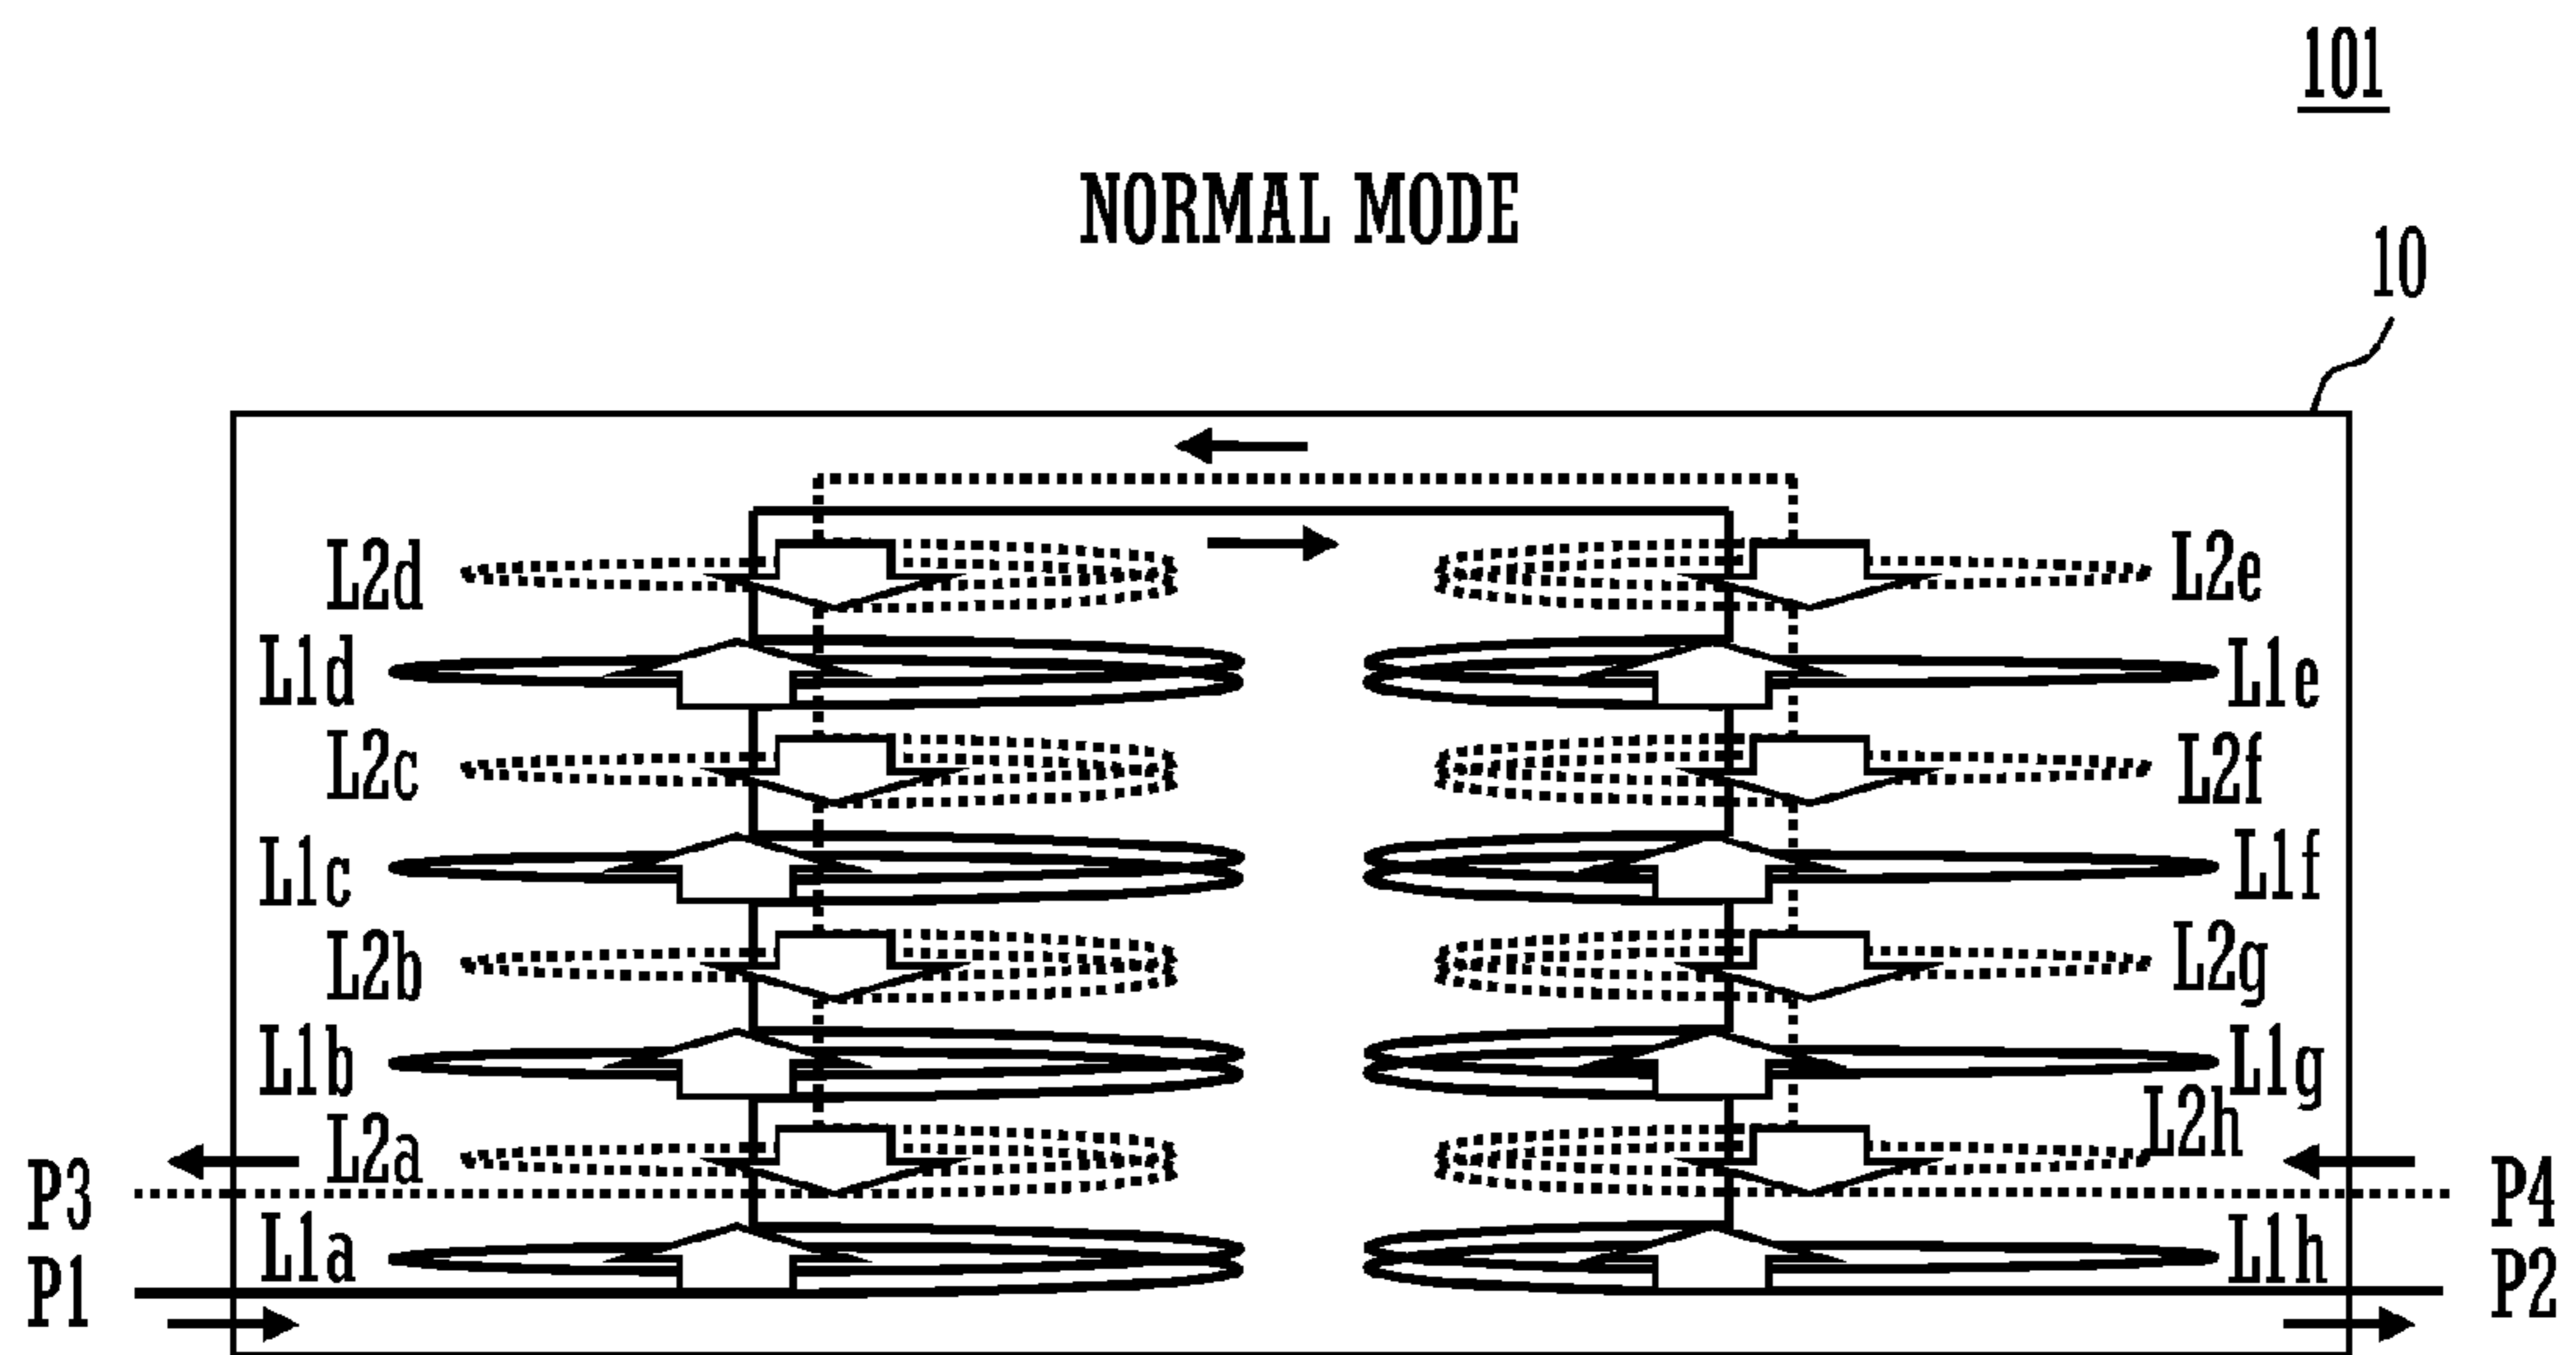 101
NORMAL MODE
10
L2d L2e
L1d L1e
L2c L2f
L1c L1f
L2b L2g
L1b L1g
L2a L2h
P3 P4
L1a L1h
P1 P2